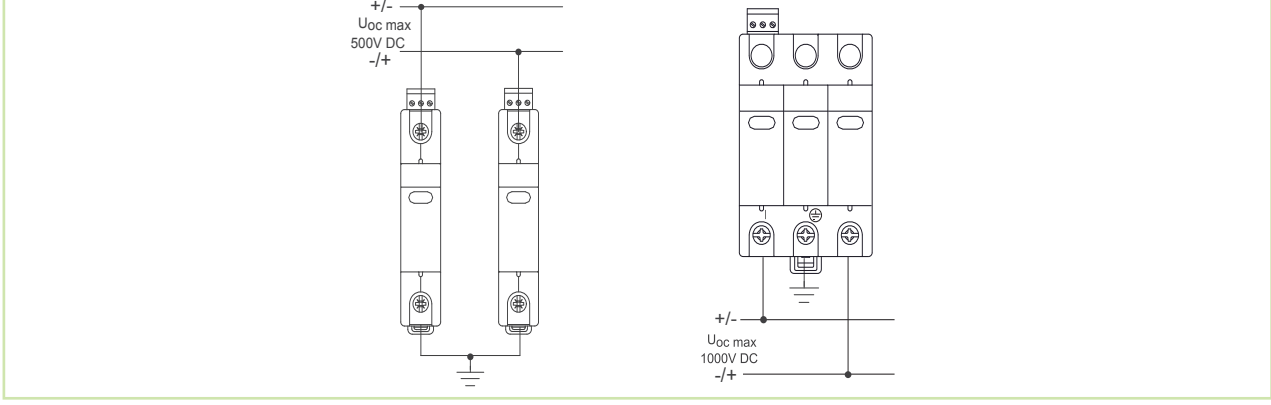 +/-
Uoc max
500V DC
-/+
+/-
Uoc max
1000V DC
-/+